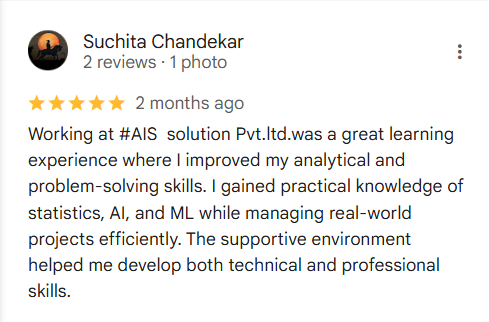 Suchita Chandekar
2 reviews · 1 photo
2 months ago
Working at #AIS  solution Pvt.ltd.was a great learning
experience where I improved my analytical and
problem-solving skills. I gained practical knowledge of
statistics, AI, and ML while managing real-world
projects efficiently. The supportive environment
helped me develop both technical and professional
skills.